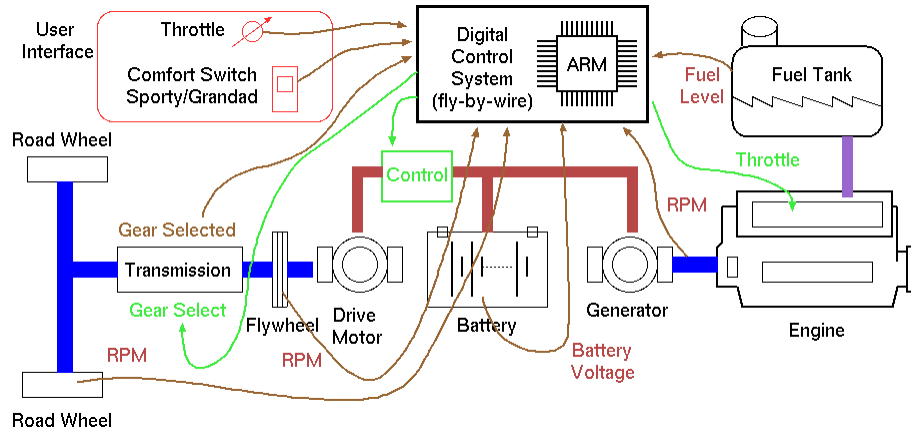 User
Interface
Throttle
Comfort Switch
Sporty/Grandad
Digital
Control
System
(fly-by-wire)
ARM
Fuel
Level
Fuel Tank
Road Wheel
Control
Throttle
RPM
Gear Selected
Transmission
Gear Select
Flywheel
Drive
Motor
Battery
Generator
Engine
RPM
RPM
Battery
Voltage
Road Wheel